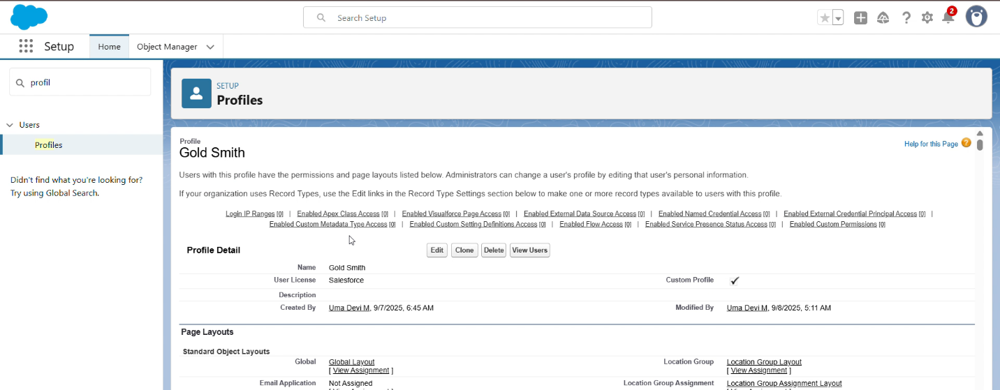 Search Setup
2
Setup
Home
Object Manager
profil
Users
Profiles
Didn't find what you're looking for?
Try using Global Search.
SETUP
Profiles
Profile
Gold Smith
Help for this Page ?
Users with this profile have the permissions and page layouts listed below. Administrators can change a user's profile by editing that user's personal information.
If your organization uses Record Types, use the Edit links in the Record Type Settings section below to make one or more record types available to users with this profile.
Login IP Ranges [0] | Enabled Apex Class Access [0] | Enabled Visualforce Page Access [0] | Enabled External Data Source Access [0] | Enabled Named Credential Access [0] | Enabled External Credential Principal Access [0] |
Enabled Custom Metadata Type Access [0] | Enabled Custom Setting Definitions Access [0] | Enabled Flow Access [0] | Enabled Service Presence Status Access [0] | Enabled Custom Permissions [0]
Profile Detail
Edit Clone Delete View Users
Name Gold Smith
User License Salesforce Custom Profile ✓
Description
Created By Uma Devi M, 9/7/2025, 6:45 AM Modified By Uma Devi M, 9/8/2025, 5:11 AM
Page Layouts
Standard Object Layouts
Global Global Layout Location Group Location Group Layout
[ View Assignment ] [ View Assignment ]
Email Application Not Assigned Location Group Assignment Location Group Assignment Layout